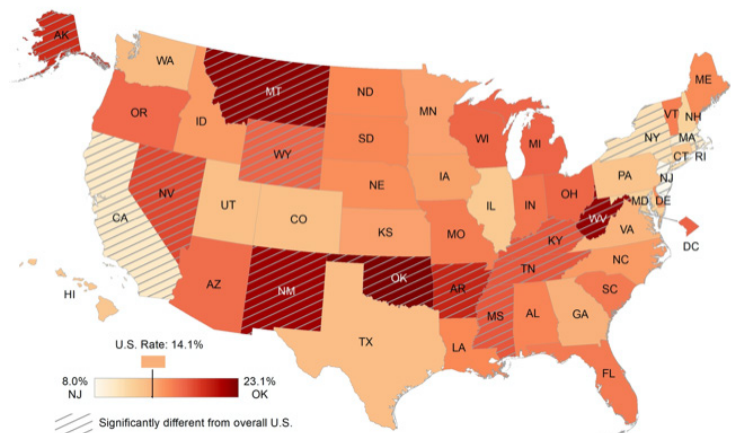 AK
WA
MT
ND
MN
ME
OR
ID
SD
WI
MI
VT
NH
NY
MA
WY
CT
RI
NV
NE
IA
PA
NJ
CA
UT
CO
IL
IN
OH
MD
DE
WV
VA
KS
MO
KY
DC
AZ
NM
OK
AR
TN
NC
SC
HI
TX
LA
MS
AL
GA
FL
U.S. Rate: 14.1%
8.0%
NJ
23.1%
OK
Significantly different from overall U.S.